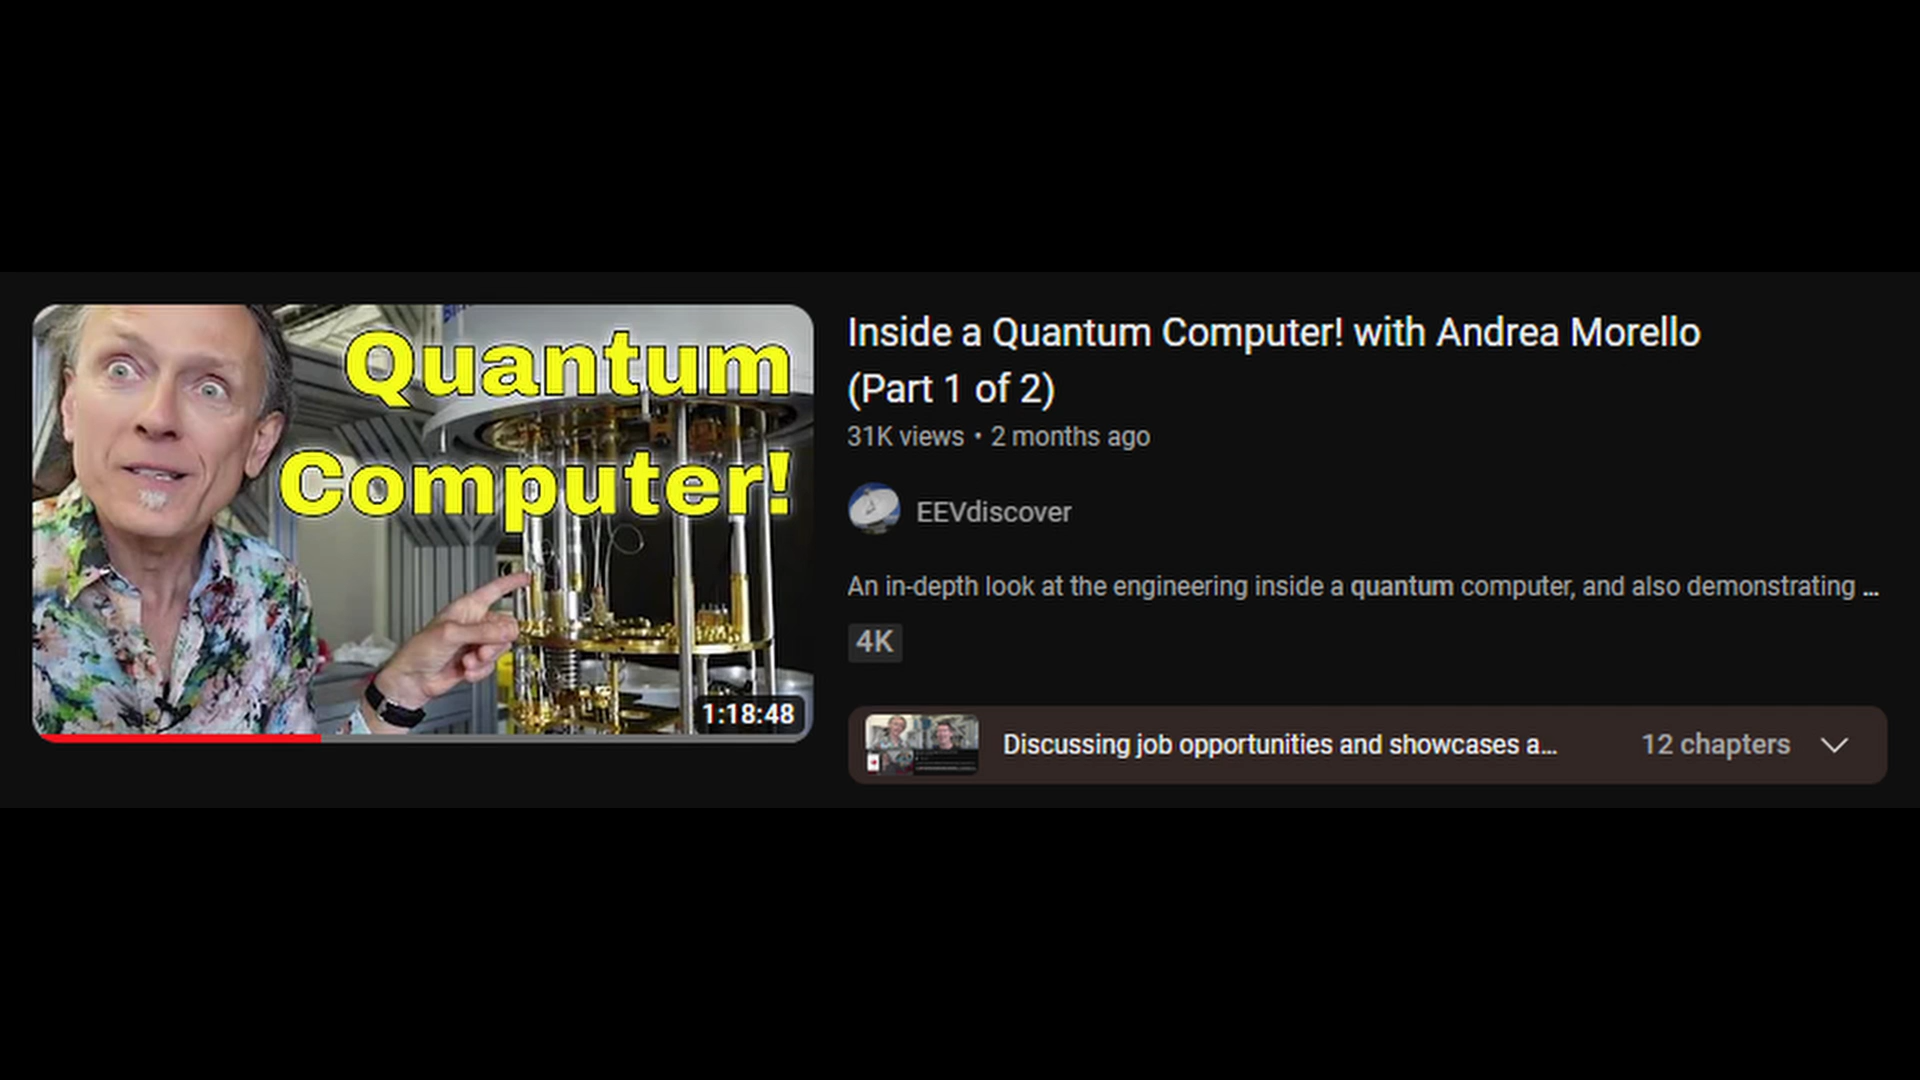 Quantum
Computer!
1:18:48
Inside a Quantum Computer! with Andrea Morello
(Part 1 of 2)
31K views • 2 months ago
EEVdiscover
An in-depth look at the engineering inside a quantum computer, and also demonstrating ...
4K
Discussing job opportunities and showcases a...
12 chapters